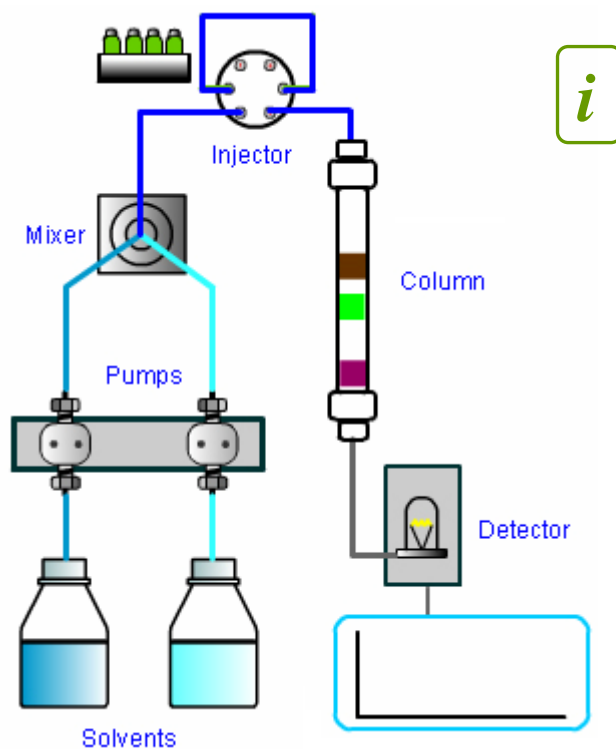 i
Injector
Mixer
Column
Pumps
Detector
Solvents